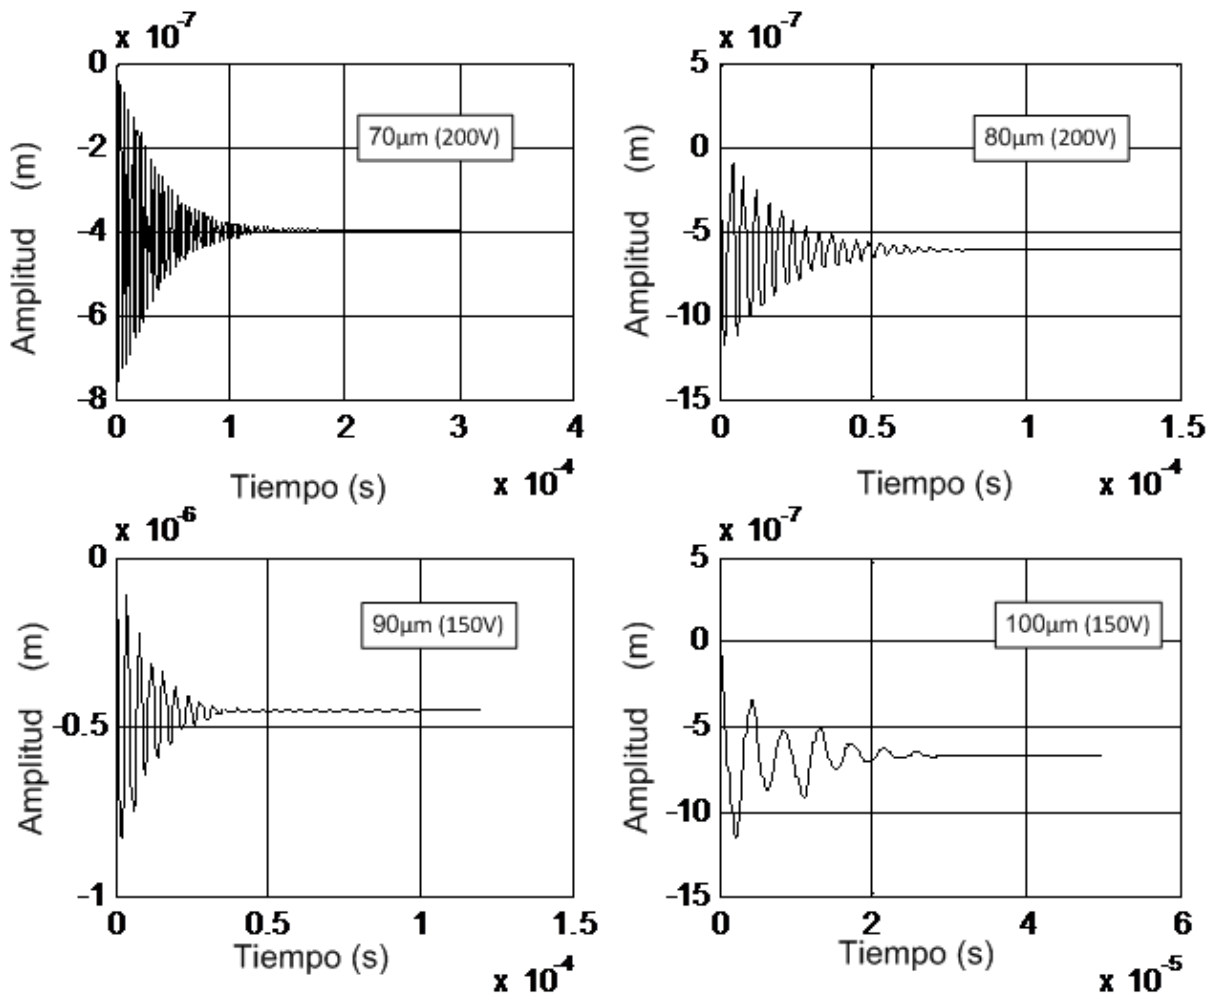 x 10-7
0
-2
-4
-6
-8
Amplitud (m)
70µm (200V)
0 1 2 3 4
Tiempo (s)
x 10-4
x 10-7
5
0
-5
-10
-15
Amplitud (m)
80µm (200V)
0 0.5 1 1.5
Tiempo (s)
x 10-4
x 10-6
0
-0.5
-1
Amplitud (m)
90µm (150V)
0 0.5 1 1.5
Tiempo (s)
x 10-4
x 10-7
5
0
-5
-10
-15
Amplitud (m)
100µm (150V)
0 2 4 6
Tiempo (s)
x 10-5